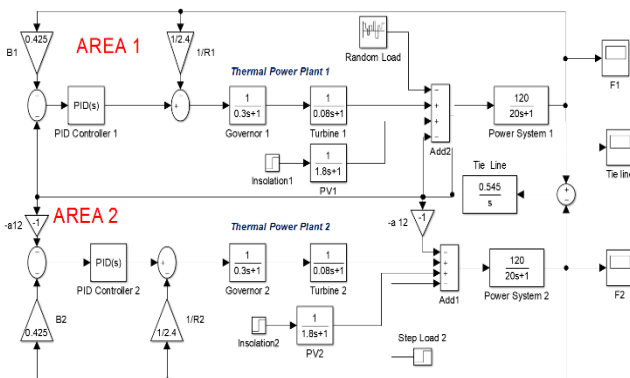 0.425
B1
AREA 1
1/2.4
1/R1
Random Load
F1
Thermal Power Plant 1
PID(s)
PID Controller 1
1
0.3s+1
Governor 1
1
0.08s+1
Turbine 1
Add2
120
20s+1
Power System 1
Insolation1
1
1.8s+1
PV1
Tie Line
0.545
s
Tie line
-a12
-1
AREA 2
-a 12
-1
Thermal Power Plant 2
PID(s)
PID Controller 2
1
0.3s+1
Governor 2
1
0.08s+1
Turbine 2
Add1
120
20s+1
Power System 2
F2
B2
0.425
1/R2
1/2.4
Insolation2
1
1.8s+1
PV2
Step Load 2